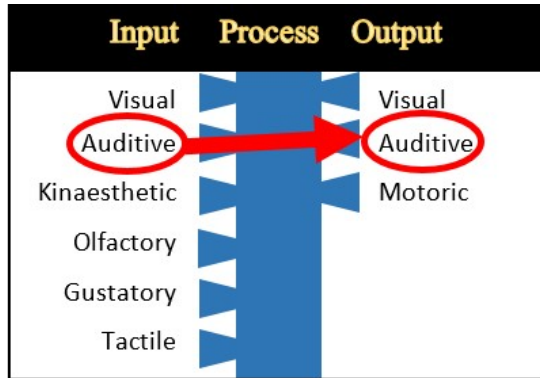 Input Process Output
Visual Visual
Auditive Auditive
Kinaesthetic Motoric
Olfactory
Gustatory
Tactile